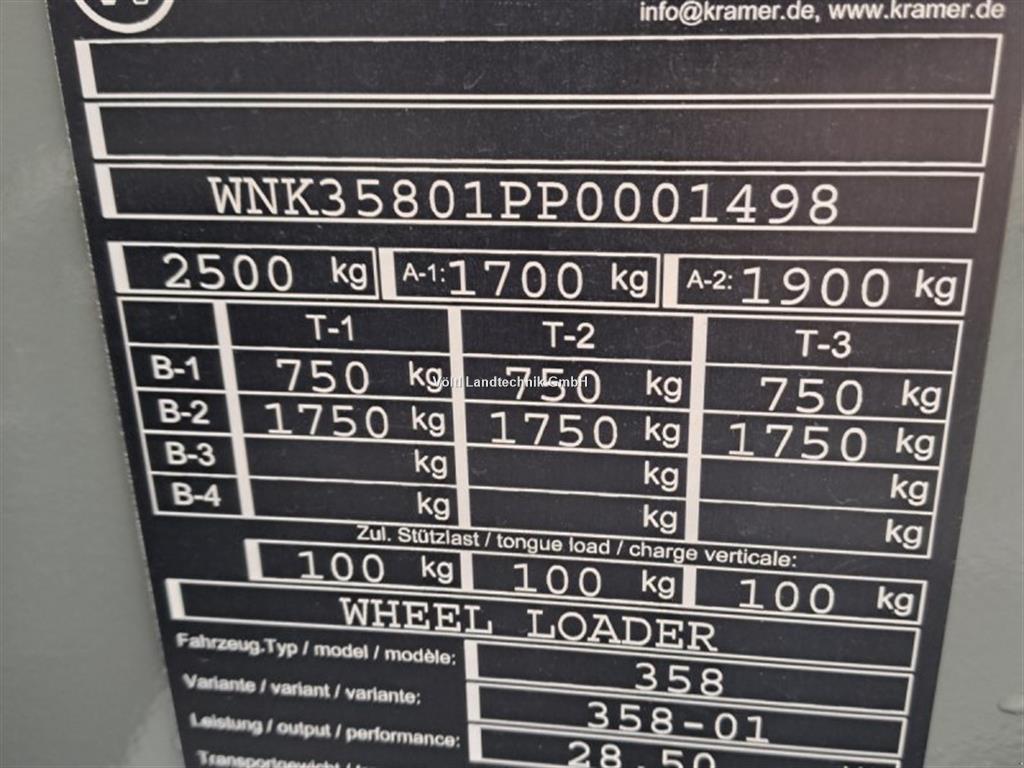 info@kramer.de, www.kramer.de
WNK35801PP0001498
2500 kg A-1: 1700 kg A-2: 1900 kg
T-1 T-2 T-3
B-1 750 kg 750 kg 750 kg
Völtl Landtechnik GmbH
B-2 1750 kg 1750 kg 1750 kg
B-3 kg kg kg
B-4 kg kg kg
Zul. Stützlast / tongue load / charge verticale:
100 kg 100 kg 100 kg
WHEEL LOADER
Fahrzeug.Typ / model / modèle: 358
Variante / variant / variante: 358-01
Leistung / output / performance: 28.50